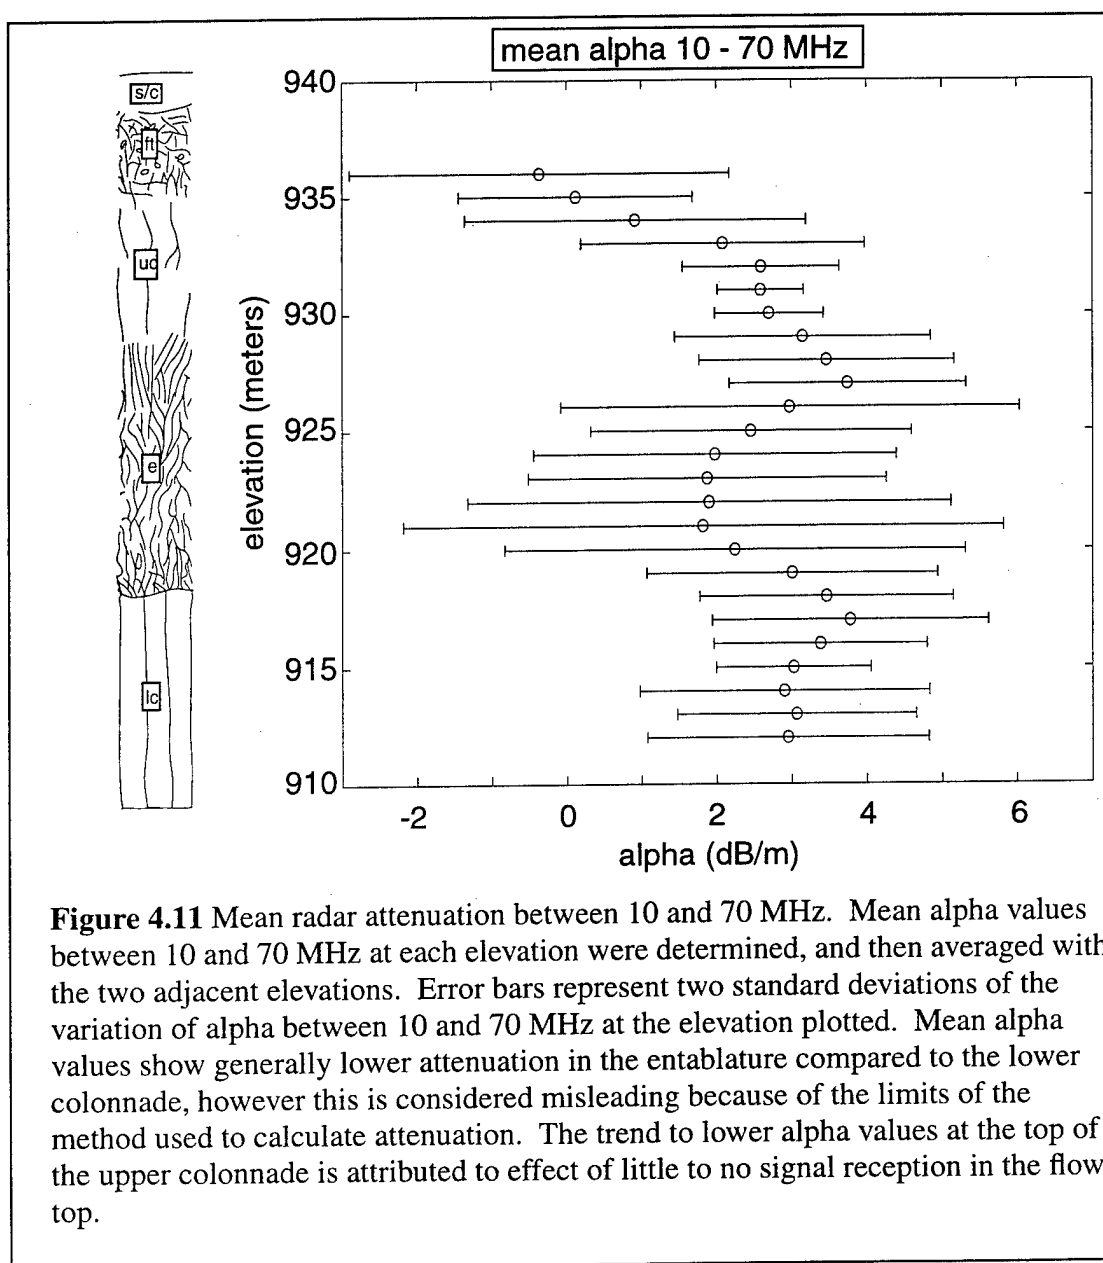 mean alpha 10 - 70 MHz
s/c
ft
uc
e
lc
940
935
930
925
920
915
910
elevation (meters)
-2 0 2 4 6
alpha (dB/m)
Figure 4.11 Mean radar attenuation between 10 and 70 MHz. Mean alpha values
between 10 and 70 MHz at each elevation were determined, and then averaged with
the two adjacent elevations. Error bars represent two standard deviations of the
variation of alpha between 10 and 70 MHz at the elevation plotted. Mean alpha
values show generally lower attenuation in the entablature compared to the lower
colonnade, however this is considered misleading because of the limits of the
method used to calculate attenuation. The trend to lower alpha values at the top of
the upper colonnade is attributed to effect of little to no signal reception in the flow
top.